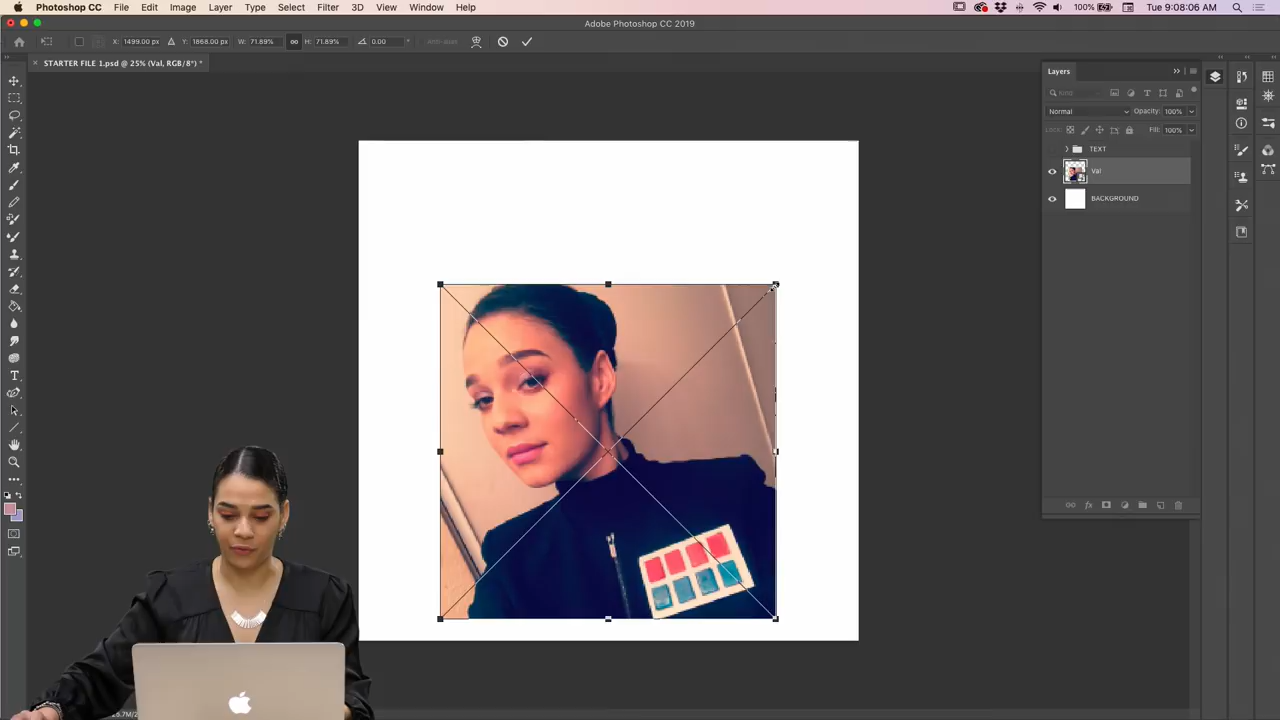 Photoshop CC File Edit Image Layer Type Select Filter 3D View Window Help 100% Tue 9:08:06 AM
Adobe Photoshop CC 2019
X: 1499.00 px Y: 1868.00 px W: 71.89% H: 71.89% 0.00 Anti-alias
STARTER FILE 1.psd @ 25% (Val, RGB/8*) *
Layers
Kind
Normal Opacity: 100%
Lock: Fill: 100%
TEXT
Val
BACKGROUND